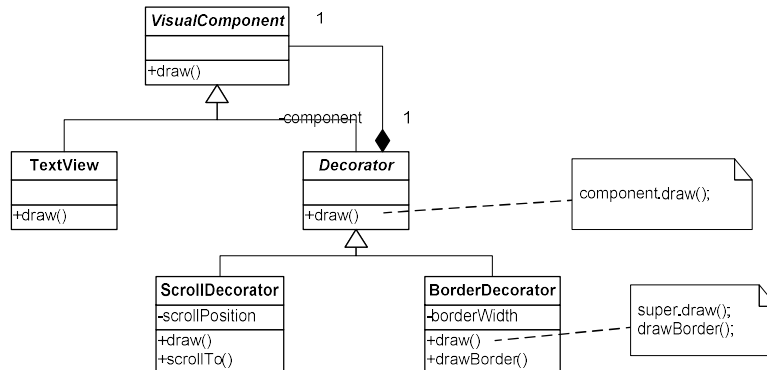 VisualComponent
1
+draw()
-component
1
TextView
+draw()
Decorator
+draw()
component.draw();
ScrollDecorator
-scrollPosition
+draw()
+scrollTo()
BorderDecorator
-borderWidth
+draw()
+drawBorder()
super.draw();
drawBorder();